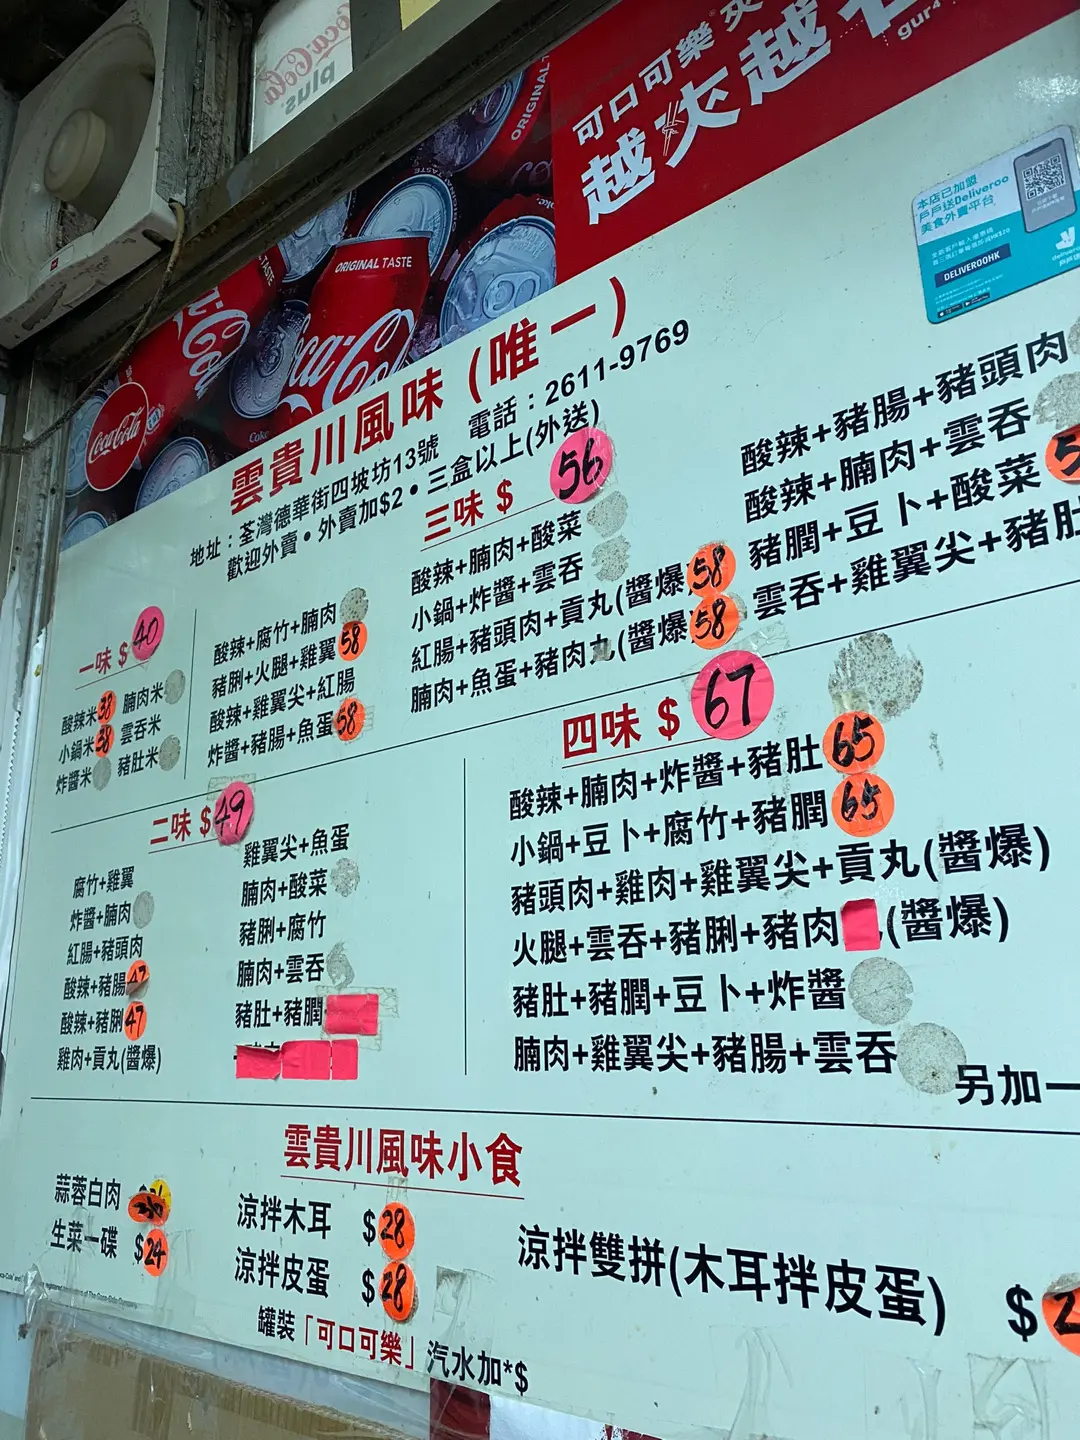 Coca-Cola
plus
ORIGINAL
ORIGINAL TASTE
Coca-Cola
Coca-Cola
Coke
可口可樂
越夾越
本店已加盟
戶戶送Deliveroo
美食外賣平台
DELIVEROOHK
雲貴川風味(唯一)
地址：荃灣德華街四坡坊13號 電話：2611-9769
歡迎外賣•外賣加$2•三盒以上(外送)
一味 $ 40
酸辣米 38 腩肉米
小鍋米 38 雲吞米
炸醬米 豬肚米
酸辣+腐竹+腩肉
豬脷+火腿+雞翼 58
酸辣+雞翼尖+紅腸
炸醬+豬腸+魚蛋 58
三味 $ 56
酸辣+腩肉+酸菜
小鍋+炸醬+雲吞
紅腸+豬頭肉+貢丸(醬爆 58
腩肉+魚蛋+豬肉丸(醬爆 58
酸辣+豬腸+豬頭肉
酸辣+腩肉+雲吞
豬膶+豆卜+酸菜
雲吞+雞翼尖+豬肚
二味 $ 49
腐竹+雞翼
炸醬+腩肉
紅腸+豬頭肉
酸辣+豬腸 47
酸辣+豬脷 47
雞肉+貢丸(醬爆)
雞翼尖+魚蛋
腩肉+酸菜
豬脷+腐竹
腩肉+雲吞
豬肚+豬膶
四味 $ 67
酸辣+腩肉+炸醬+豬肚 65
小鍋+豆卜+腐竹+豬膶 65
豬頭肉+雞肉+雞翼尖+貢丸(醬爆)
火腿+雲吞+豬脷+豬肉 (醬爆)
豬肚+豬膶+豆卜+炸醬
腩肉+雞翼尖+豬腸+雲吞
另加一
雲貴川風味小食
蒜蓉白肉
生菜一碟 $24
涼拌木耳 $28
涼拌皮蛋 $28
涼拌雙拼(木耳拌皮蛋) $
罐裝「可口可樂」汽水加*$